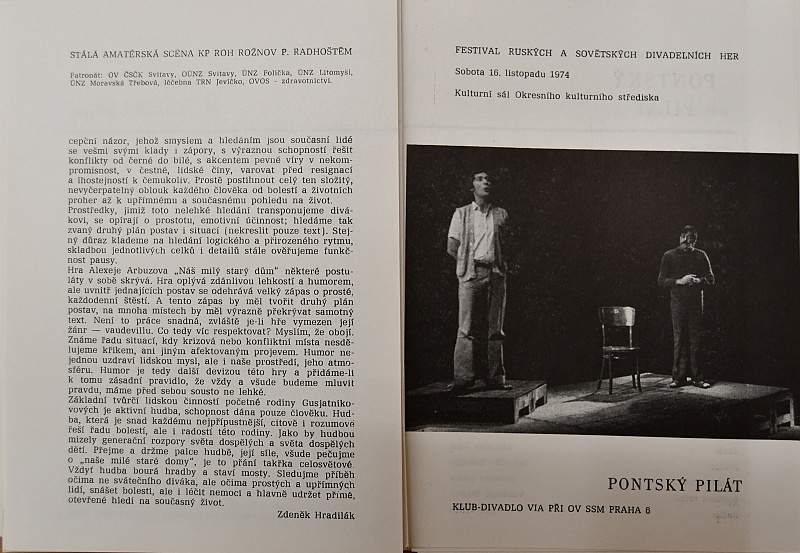 STÁLÁ AMATÉRSKÁ SCÉNA KP ROH ROŽNOV P. RADHOŠTĚM
Patronát: OV ČSČK Svitavy, OÚNZ Svitavy, ÚNZ Polička, ÚNZ Litomyšl,
ÚNZ Moravská Třebová, léčebna TRN Jevíčko, OVOS - zdravotnictví.
cepční názor, jehož smyslem a hledáním jsou současní lidé
se všemi svými klady i zápory, s výraznou schopností řešit
konflikty od černé do bílé, s akcentem pevné víry v nekom-
promisnost, v čestné, lidské činy, varovat před resignací
a lhostejností k čemukoliv. Prostě postihnout celý ten složitý,
nevyčerpatelný oblouk každého člověka od bolestí a životních
proher až k upřímnému a současnému pohledu na život.
Prostředky, jimiž toto nelehké hledání transponujeme divá-
kovi, se opírají o prostotu, emotivní účinnost; hledáme tak
zvaný druhý plán postav i situací (nekreslit pouze text). Stej-
ný důraz klademe na hledání logického a přirozeného rytmu,
skladbou jednotlivých celků i detailů stále ověřujeme funkč-
nost pausy.
Hra Alexeje Arbuzova „Náš milý starý dům" některé postu-
láty v sobě skrývá. Hra oplývá zdánlivou lehkostí a humorem,
ale uvnitř jednajících postav se odehrává velký zápas o prosté,
každodenní štěstí. A tento zápas by měl tvořit druhý plán
postav, na mnoha místech by měl výrazně překrývat samotný
text. Není to práce snadná, zvláště je-li hře vymezen její
žánr — vaudevillu. Co tedy víc respektovat? Myslím, že obojí.
Známe řadu situací, kdy krizová nebo konfliktní místa nesdě-
lujeme křikem, ani jiným afektovaným projevem. Humor ne-
jednou uzdraví lidskou mysl, ale i naše prostředí, jeho atmo-
sféru. Humor je tedy další devizou této hry a přidáme-li
k tomu zásadní pravidlo, že vždy a všude budeme mluvit
pravdu, máme před sebou sousto ne lehké.
Základní tvůrčí lidskou činností početné rodiny Gusjatniko-
vových je aktivní hudba, schopnost daná pouze člověku. Hud-
ba, která je snad každému nejpřípustnější, citově i rozumově
řeší řadu bolestí, ale i radostí této rodiny. Jako by hudbou
mizely generační rozpory světa dospělých a světa dospělých
dětí. Přejme a držme palce hudbě, její síle, všude pečujme
o „naše milé staré domy", je to přání takřka celosvětové.
Vždyť hudba bourá hradby a staví mosty. Sledujme příběh
očima ne svátečního diváka, ale očima prostých a upřímných
lidí, snášet bolesti, ale i léčit nemoci a hlavně udržet přímé,
otevřené hledí na současný život.
Zdeněk Hradilák
FESTIVAL RUSKÝCH A SOVĚTSKÝCH DIVADELNÍCH HER
Sobota 16. listopadu 1974
Kulturní sál Okresního kulturního střediska
PONTSKÝ PILÁT
KLUB-DIVADLO VIA PŘI OV SSM PRAHA 6